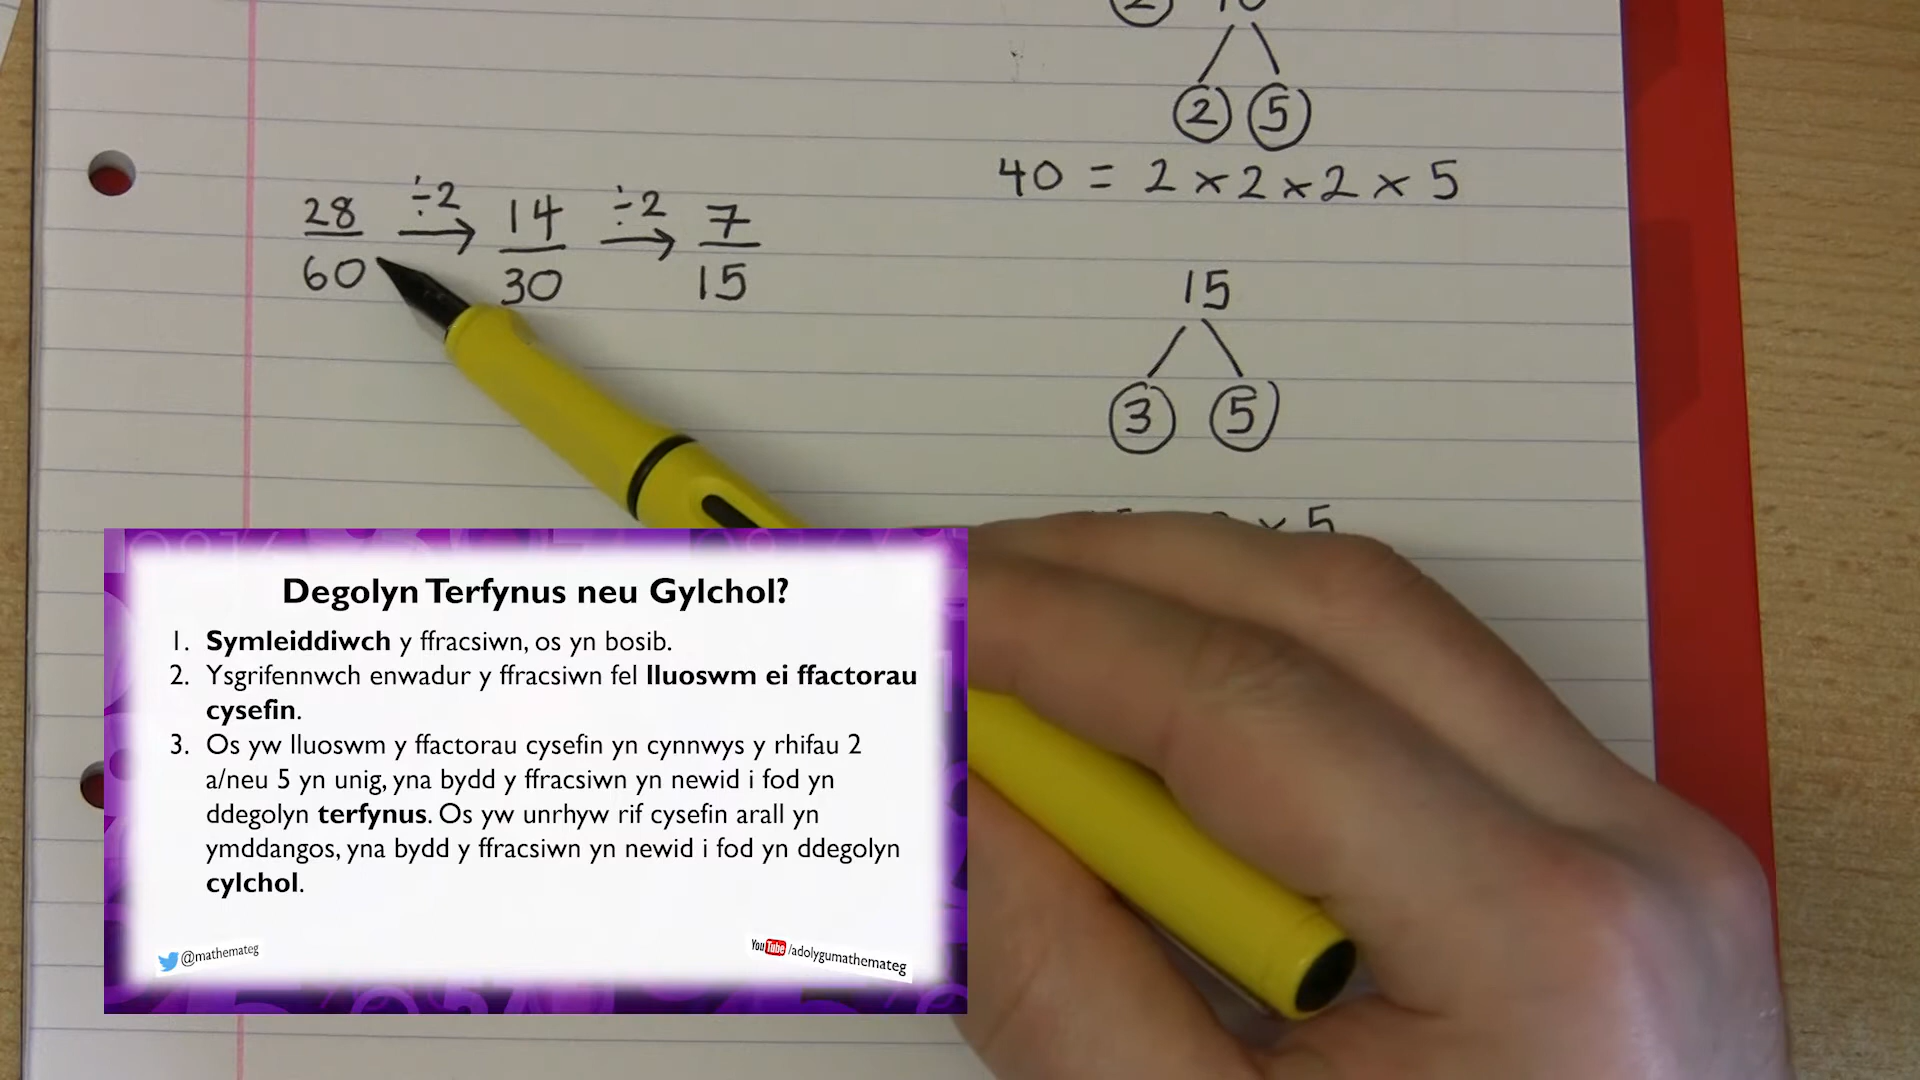 28 ÷2 14 ÷2 7
60 → 30 → 15
2 5
40 = 2 × 2 × 2 × 5
15
3 5
× 5
Degolyn Terfynus neu Gylchol?
1. Symleiddiwch y ffracsiwn, os yn bosib.
2. Ysgrifennwch enwadur y ffracsiwn fel lluoswm ei ffactorau
cysefin.
3. Os yw lluoswm y ffactorau cysefin yn cynnwys y rhifau 2
a/neu 5 yn unig, yna bydd y ffracsiwn yn newid i fod yn
ddegolyn terfynus. Os yw unrhyw rif cysefin arall yn
ymddangos, yna bydd y ffracsiwn yn newid i fod yn ddegolyn
cylchol.
@mathemateg
YouTube /adolygumathemateg